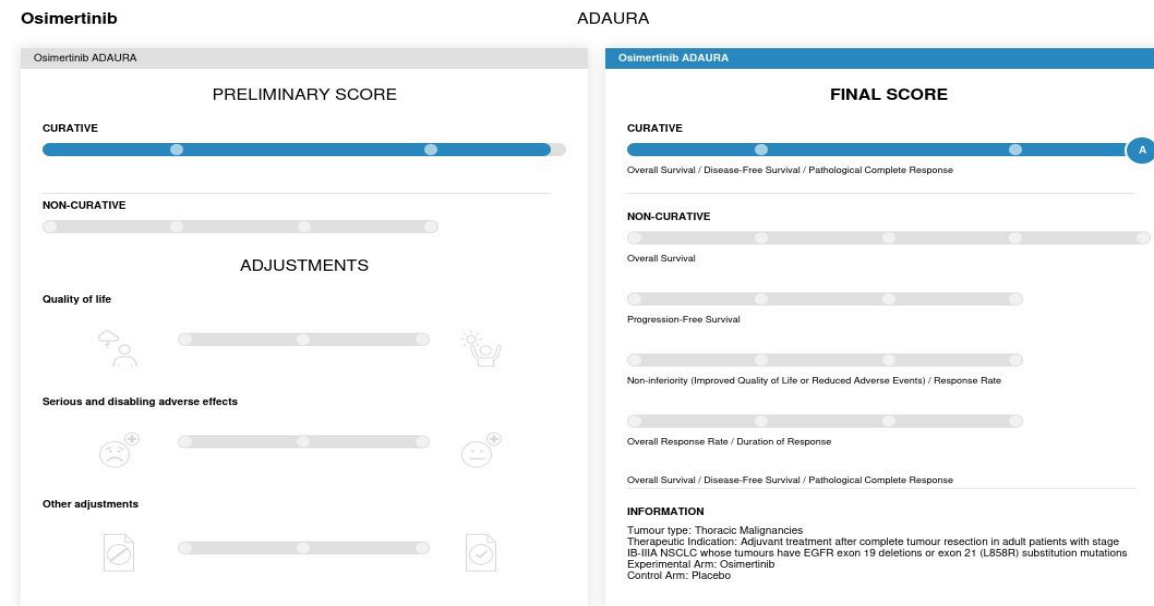 Osimertinib
ADAURA
Osimertinib ADAURA
PRELIMINARY SCORE
CURATIVE
NON-CURATIVE
ADJUSTMENTS
Quality of life
Serious and disabling adverse effects
Other adjustments
Osimertinib ADAURA
FINAL SCORE
CURATIVE
A
Overall Survival / Disease-Free Survival / Pathological Complete Response
NON-CURATIVE
Overall Survival
Progression-Free Survival
Non-inferiority (Improved Quality of Life or Reduced Adverse Events) / Response Rate
Overall Response Rate / Duration of Response
Overall Survival / Disease-Free Survival / Pathological Complete Response
INFORMATION
Tumour type: Thoracic Malignancies
Therapeutic Indication: Adjuvant treatment after complete tumour resection in adult patients with stage
IB-IIIA NSCLC whose tumours have EGFR exon 19 deletions or exon 21 (L858R) substitution mutations
Experimental Arm: Osimertinib
Control Arm: Placebo